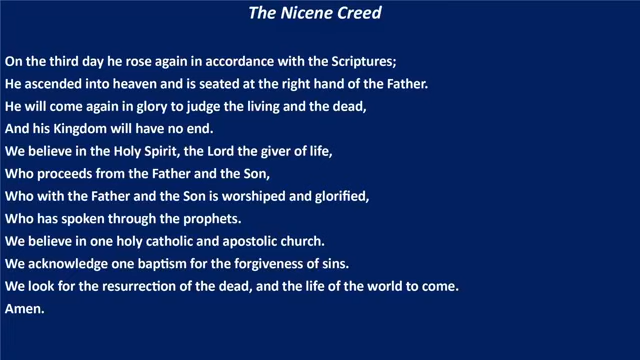 The Nicene Creed
On the third day he rose again in accordance with the Scriptures;
He ascended into heaven and is seated at the right hand of the Father.
He will come again in glory to judge the living and the dead,
And his Kingdom will have no end.
We believe in the Holy Spirit, the Lord the giver of life,
Who proceeds from the Father and the Son,
Who with the Father and the Son is worshiped and glorified,
Who has spoken through the prophets.
We believe in one holy catholic and apostolic church.
We acknowledge one baptism for the forgiveness of sins.
We look for the resurrection of the dead, and the life of the world to come.
Amen.